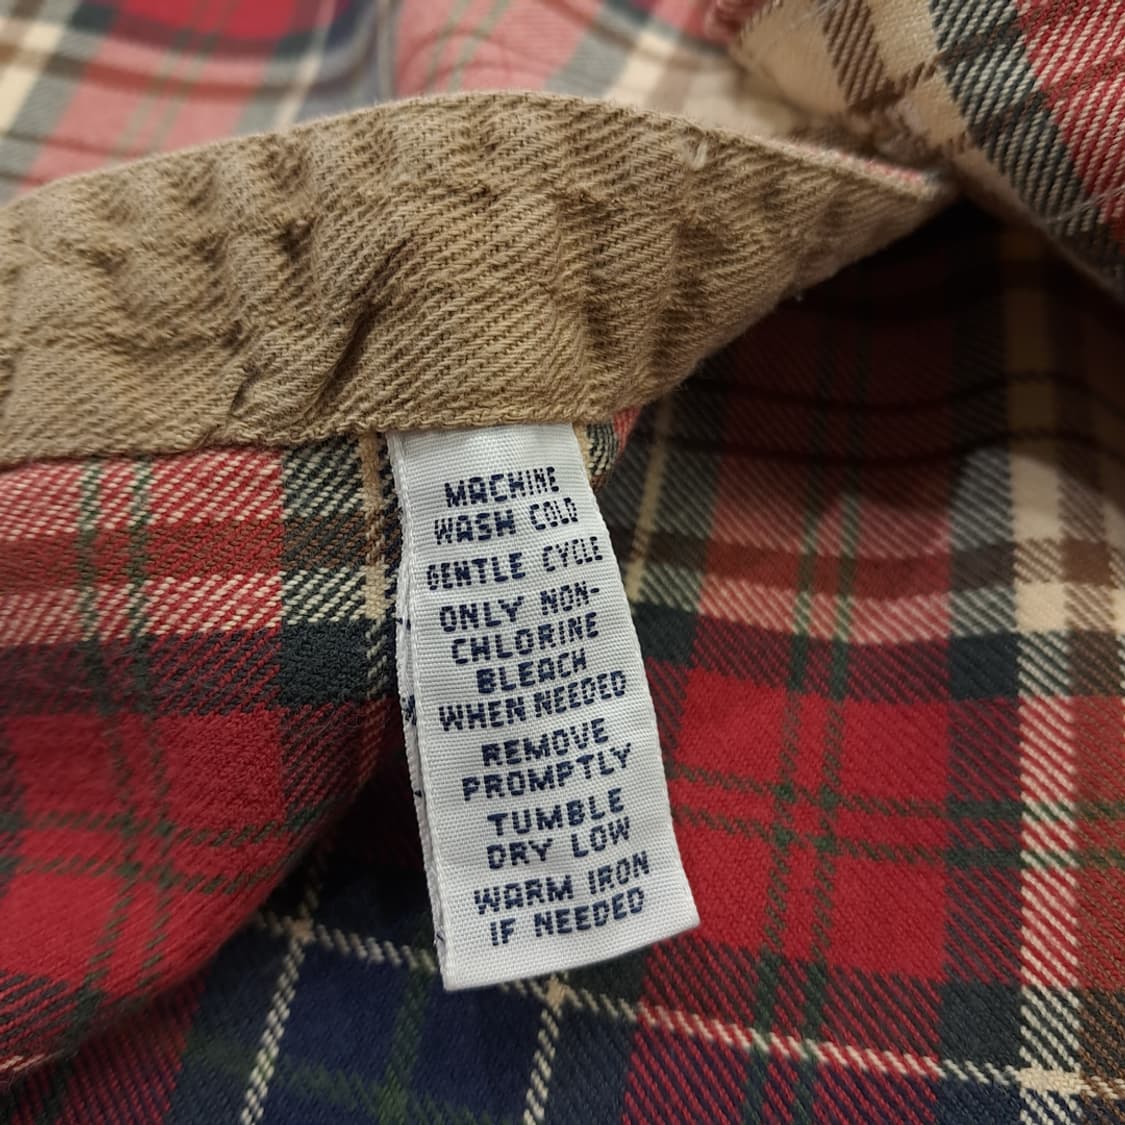 MACHINE
WASH COLD
GENTLE CYCLE
ONLY NON-
CHLORINE
BLEACH
WHEN NEEDED
REMOVE
PROMPTLY
TUMBLE
DRY LOW
WARM IRON
IF NEEDED